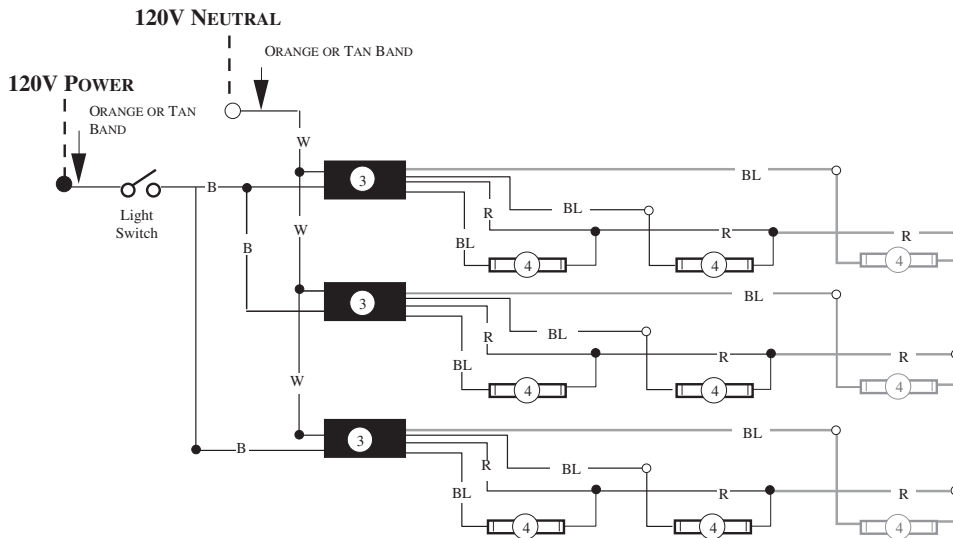 120V NEUTRAL
ORANGE OR TAN BAND
120V POWER
ORANGE OR TAN
BAND
W
3
BL
B
Light
Switch
R
BL
W
BL
R
R
B
4
4
4
3
BL
R
BL
R
R
BL
W
4
4
4
3
BL
B
R
BL
BL
R
R
4
4
4